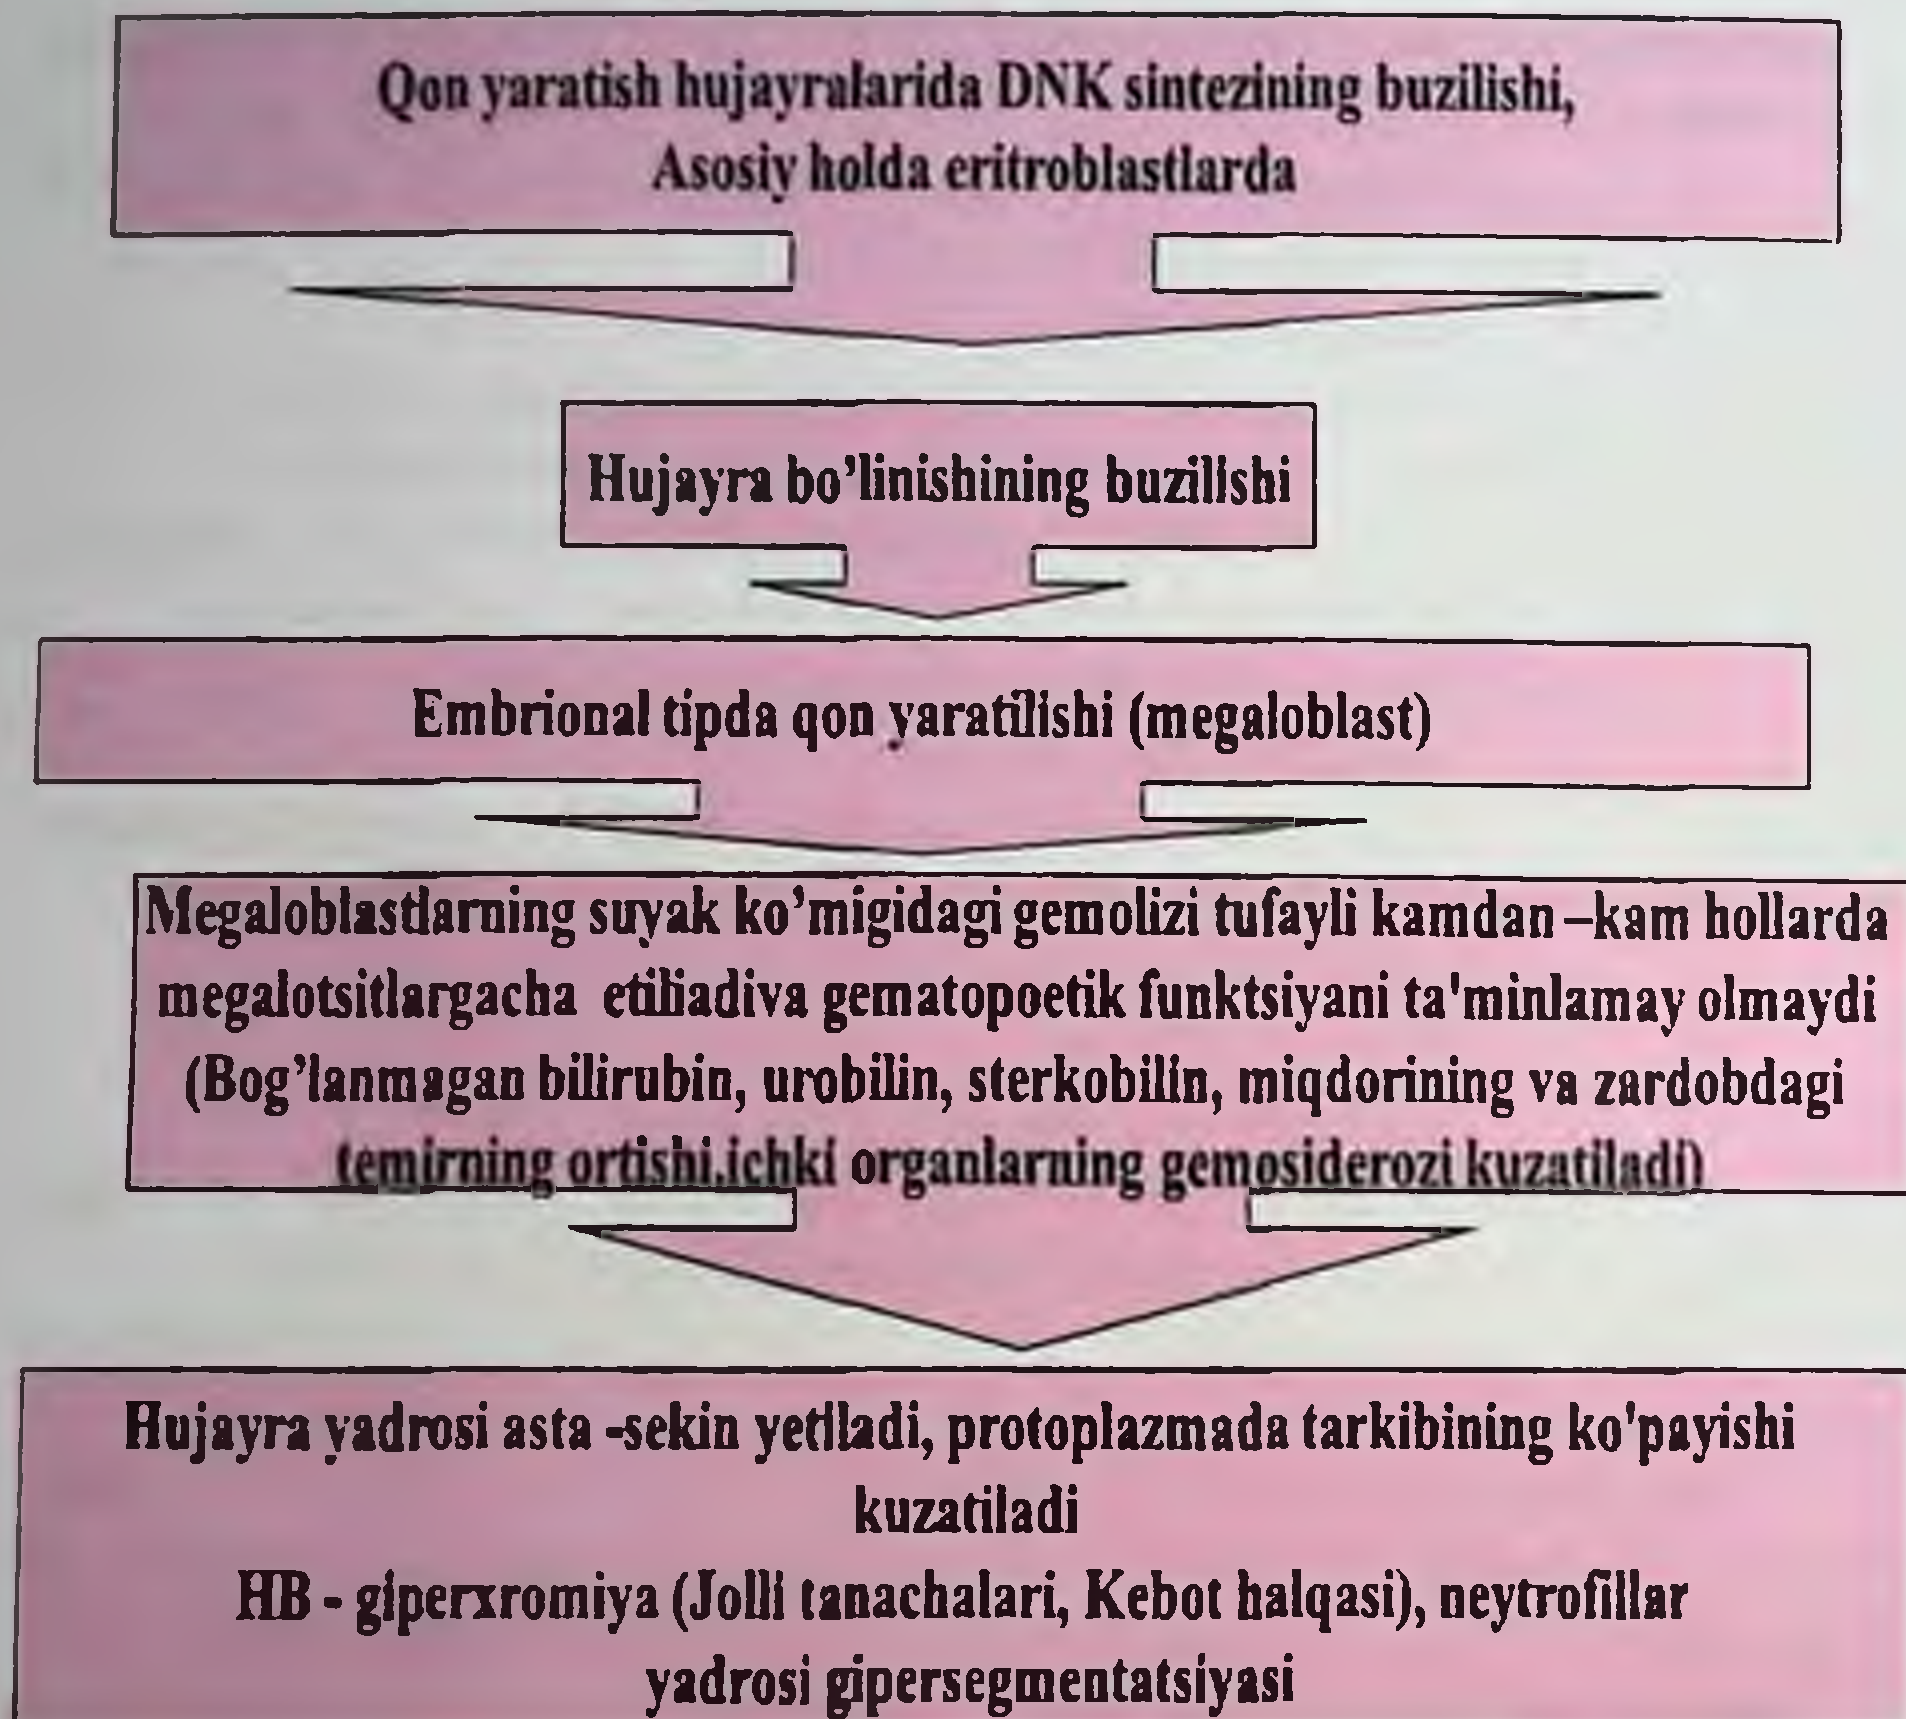 Qon yaratish hujayralarida DNK sintezining buzilishi,
Asosiy holda eritroblastlarda
Hujayra bo'linishining buzilishi
Embrional tipda qon yaratilishi (megaloblast)
Megaloblastlarning suyak ko'migidagi gemolizi tufayli kamdan –kam hollarda
megalotsitlargacha etiliadiva gematopoetik funktsiyani ta'minlamay olmaydi
(Bog'lanmagan bilirubin, urobilin, sterkobilin, miqdorining va zardobdagi
temirning ortishi.ichki organlarning gemosiderozi kuzatiladi)
Hujayra yadrosi asta -sekin yetiladi, protoplazmada tarkibining ko'payishi
kuzatiladi
HB - giperxromiya (Jolli tanachalari, Kebot halqasi), neytrofillar
yadrosi gipersegmentatsiyasi